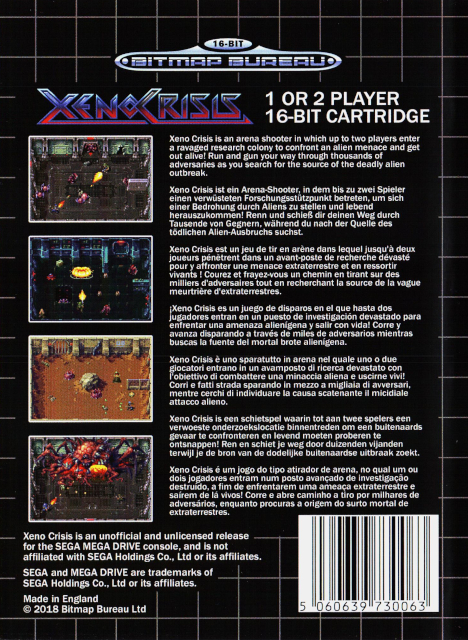 16-BIT
BITMAP BUREAU
XENOCRISIS
1 OR 2 PLAYER
16-BIT CARTRIDGE
Xeno Crisis is an arena shooter in which up to two players enter
a ravaged research colony to confront an alien menace and get
out alive! Run and gun your way through thousands of
adversaries as you search for the source of the deadly alien
outbreak.
Xeno Crisis ist ein Arena-Shooter, in dem bis zu zwei Spieler
einen verwüsteten Forschungsstützpunkt betreten, um sich
einer Bedrohung durch Aliens zu stellen und lebend
herauszukommen! Renn und schieß dir deinen Weg durch
Tausende von Gegnern, während du nach der Quelle des
tödlichen Alien-Ausbruchs suchst.
Xeno Crisis est un jeu de tir en arène dans lequel jusqu'à deux
joueurs pénètrent dans un avant-poste de recherche dévasté
pour y affronter une menace extraterrestre et en ressortir
vivants ! Courez et frayez-vous un chemin en tirant sur des
milliers d'adversaires tout en recherchant la source de la vague
meurtrière d'extraterrestres.
¡Xeno Crisis es un juego de disparos en el que hasta dos
jugadores entran en un puesto de investigación devastado para
enfrentar una amenaza alienígena y salir con vida! Corre y
avanza disparando a través de miles de adversarios mientras
buscas la fuente del mortal brote alienígena.
Xeno Crisis è uno sparatutto in arena nel quale uno o due
giocatori entrano in un avamposto di ricerca devastato con
l'obiettivo di combattere una minaccia aliena e uscirne vivi!
Corri e fatti strada sparando in mezzo a migliaia di avversari,
mentre cerchi di individuare la causa scatenante il micidiale
attacco alieno.
Xeno Crisis is een schietspel waarin tot aan twee spelers een
verwoeste onderzoekslocatie binnentreden om een buitenaards
gevaar te confronteren en levend moeten proberen te
ontsnappen! Ren en schiet je weg door duizenden vijanden
terwijl je de bron van de dodelijke buitenaardse uitbraak zoekt.
Xeno Crisis é um jogo do tipo atirador de arena, no qual um ou
dois jogadores entram num posto avançado de investigação
destruído, a fim de enfrentarem uma ameaça extraterrestre e
saírem de lá vivos! Corre e abre caminho a tiro por milhares de
adversários, enquanto procuras a origem do surto mortal de
extraterrestres.
Xeno Crisis is an unofficial and unlicensed release
for the SEGA MEGA DRIVE console, and is not
affiliated with SEGA Holdings Co., Ltd or its affiliates.
SEGA and MEGA DRIVE are trademarks of
SEGA Holdings Co., Ltd or its affiliates.
Made in England
© 2018 Bitmap Bureau Ltd
5 060639 730063